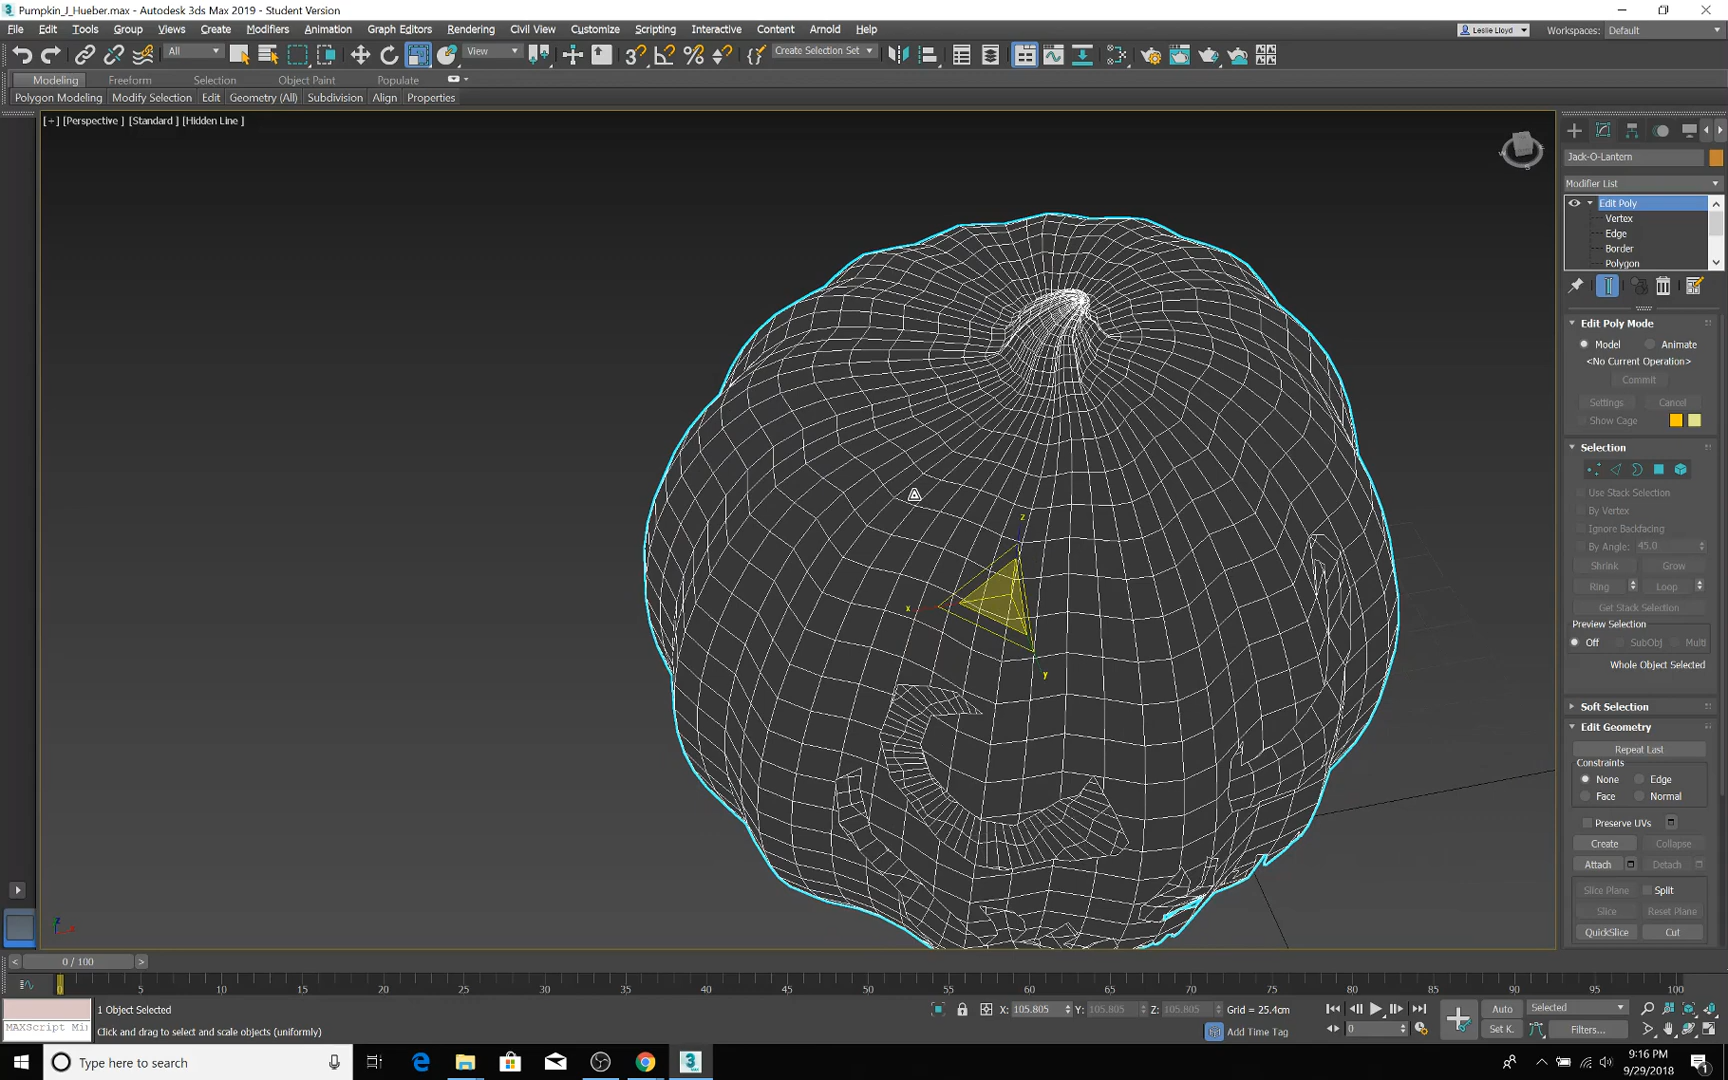 Pumpkin_J_Hueber.max - Autodesk 3ds Max 2019 - Student Version
File Edit Tools Group Views Create Modifiers Animation Graph Editors Rendering Civil View Customize Scripting Interactive Content Arnold Help
Leslie Lloyd Workspaces: Default
All View Create Selection Set
Modeling Freeform Selection Object Paint Populate
Polygon Modeling Modify Selection Edit Geometry (All) Subdivision Align Properties
[+] [Perspective ] [Standard ] [Hidden Line ]
z
x
y
Jack-O-Lantern
Modifier List
Edit Poly
Vertex
Edge
Border
Polygon
Edit Poly Mode
Model Animate
<No Current Operation>
Commit
Settings Cancel
Show Cage
Selection
Use Stack Selection
By Vertex
Ignore Backfacing
By Angle: 45.0
Shrink Grow
Ring Loop
Get Stack Selection
Preview Selection
Off SubObj Multi
Whole Object Selected
Soft Selection
Edit Geometry
Repeat Last
Constraints
None Edge
Face Normal
Preserve UVs
Create Collapse
Attach Detach
Slice Plane Split
Slice Reset Plane
QuickSlice Cut
< 0 / 100 >
0 5 10 15 20 25 30 35 40 45 50 55 60 65 70 75 80 85 90 95 100
1 Object Selected X: 105.805 Y: 105.805 Z: 105.805 Grid = 25.4cm Auto Selected
MAXScript Mi Click and drag to select and scale objects (uniformly) Add Time Tag 0 Set K. Filters...
Type here to search
3
MAX
9:16 PM
9/29/2018
1